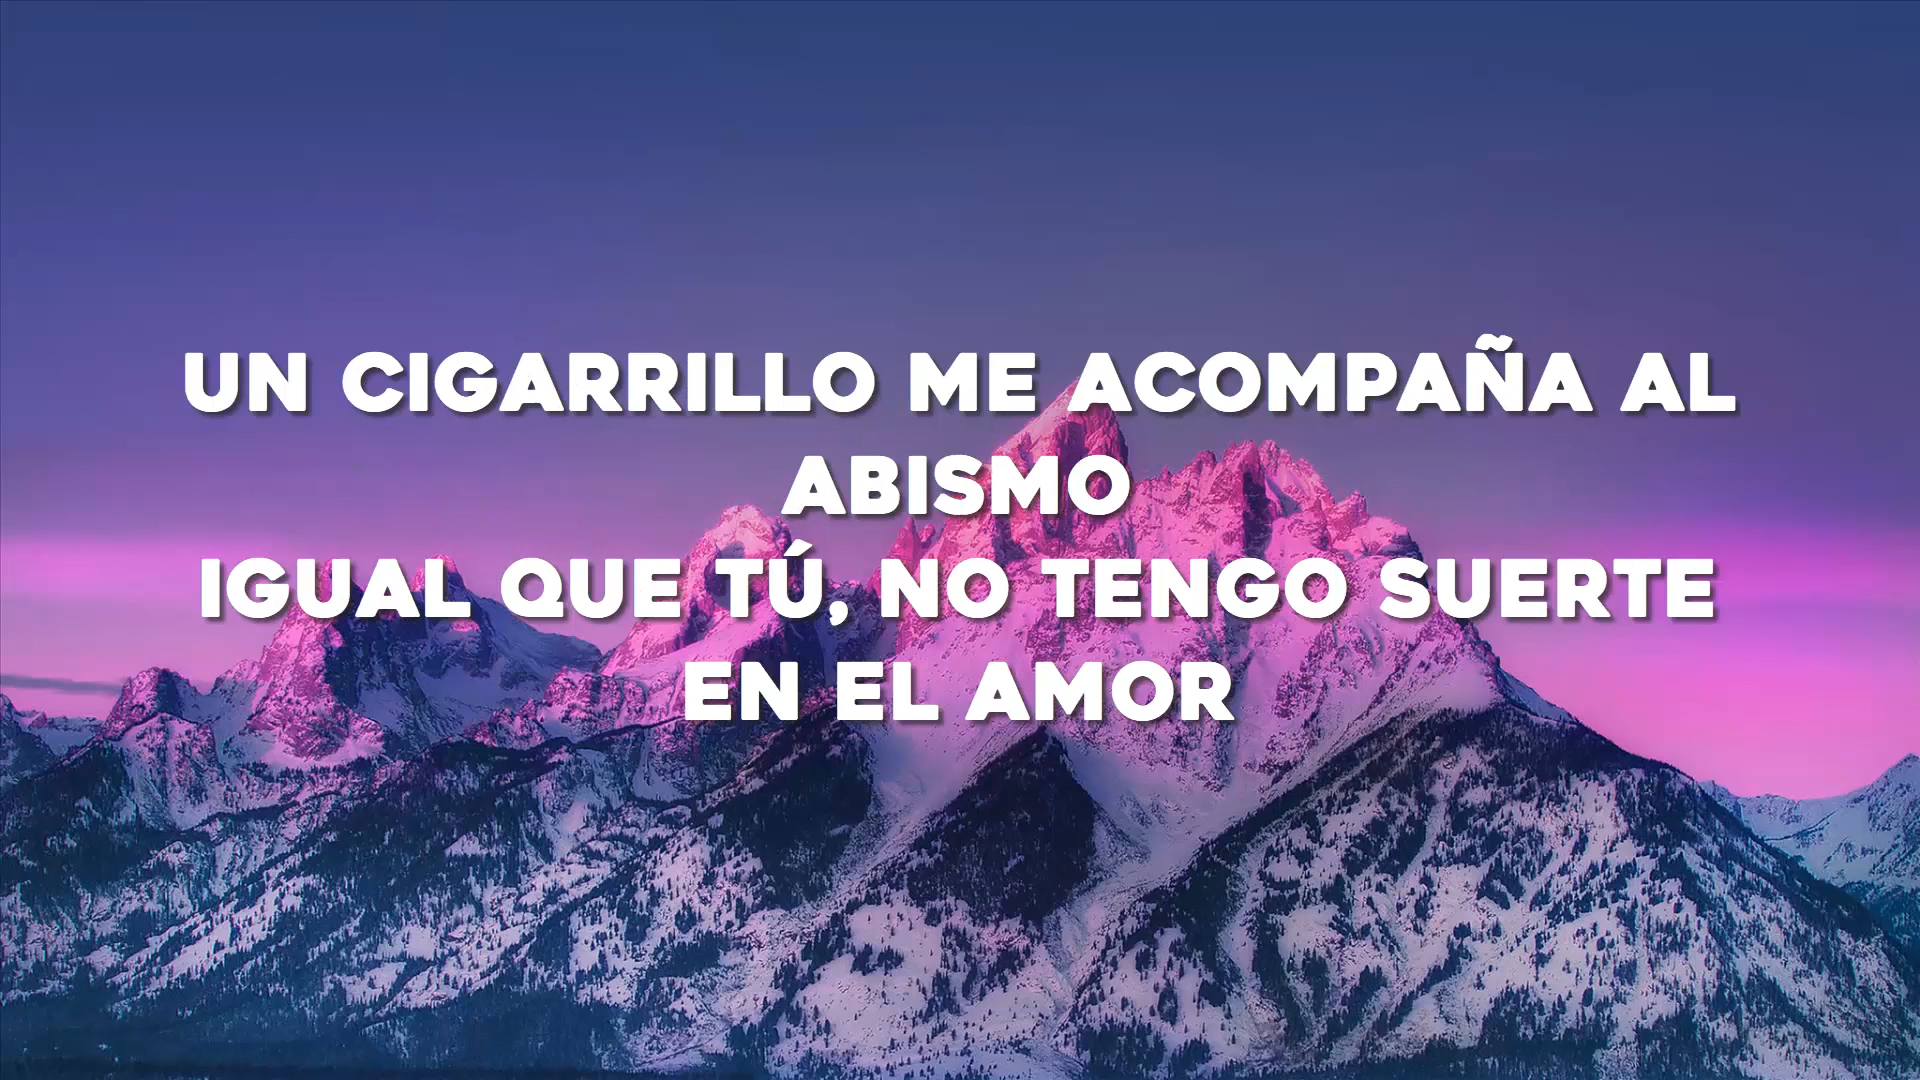 UN CIGARRILLO ME ACOMPAÑA AL
ABISMO
IGUAL QUE TÚ, NO TENGO SUERTE
EN EL AMOR